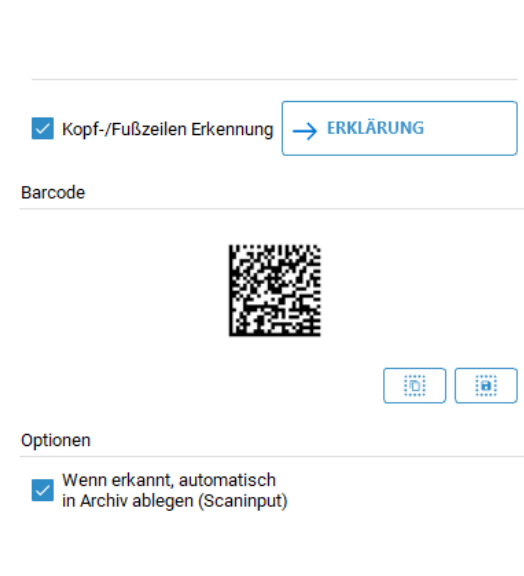 Kopf-/Fußzeilen Erkennung
ERKLÄRUNG
Barcode
Optionen
Wenn erkannt, automatisch
in Archiv ablegen (Scaninput)